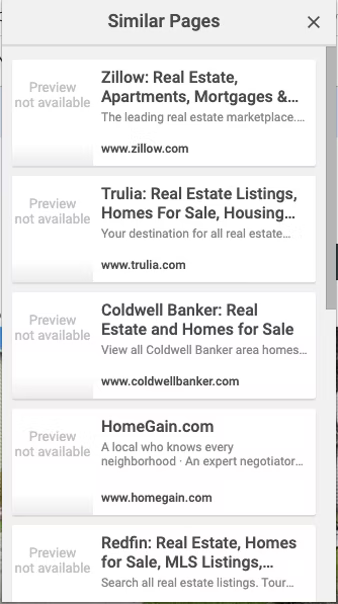 Similar Pages
Preview
not available
Zillow: Real Estate,
Apartments, Mortgages &...
The leading real estate marketplace....
www.zillow.com
Preview
not available
Trulia: Real Estate Listings,
Homes For Sale, Housing...
Your destination for all real estate...
www.trulia.com
Preview
not available
Coldwell Banker: Real
Estate and Homes for Sale
View all Coldwell Banker area homes...
www.coldwellbanker.com
Preview
not available
HomeGain.com
A local who knows every
neighborhood · An expert negotiator...
www.homegain.com
Preview
not available
Redfin: Real Estate, Homes
for Sale, MLS Listings,...
Search all real estate listings. Tour...